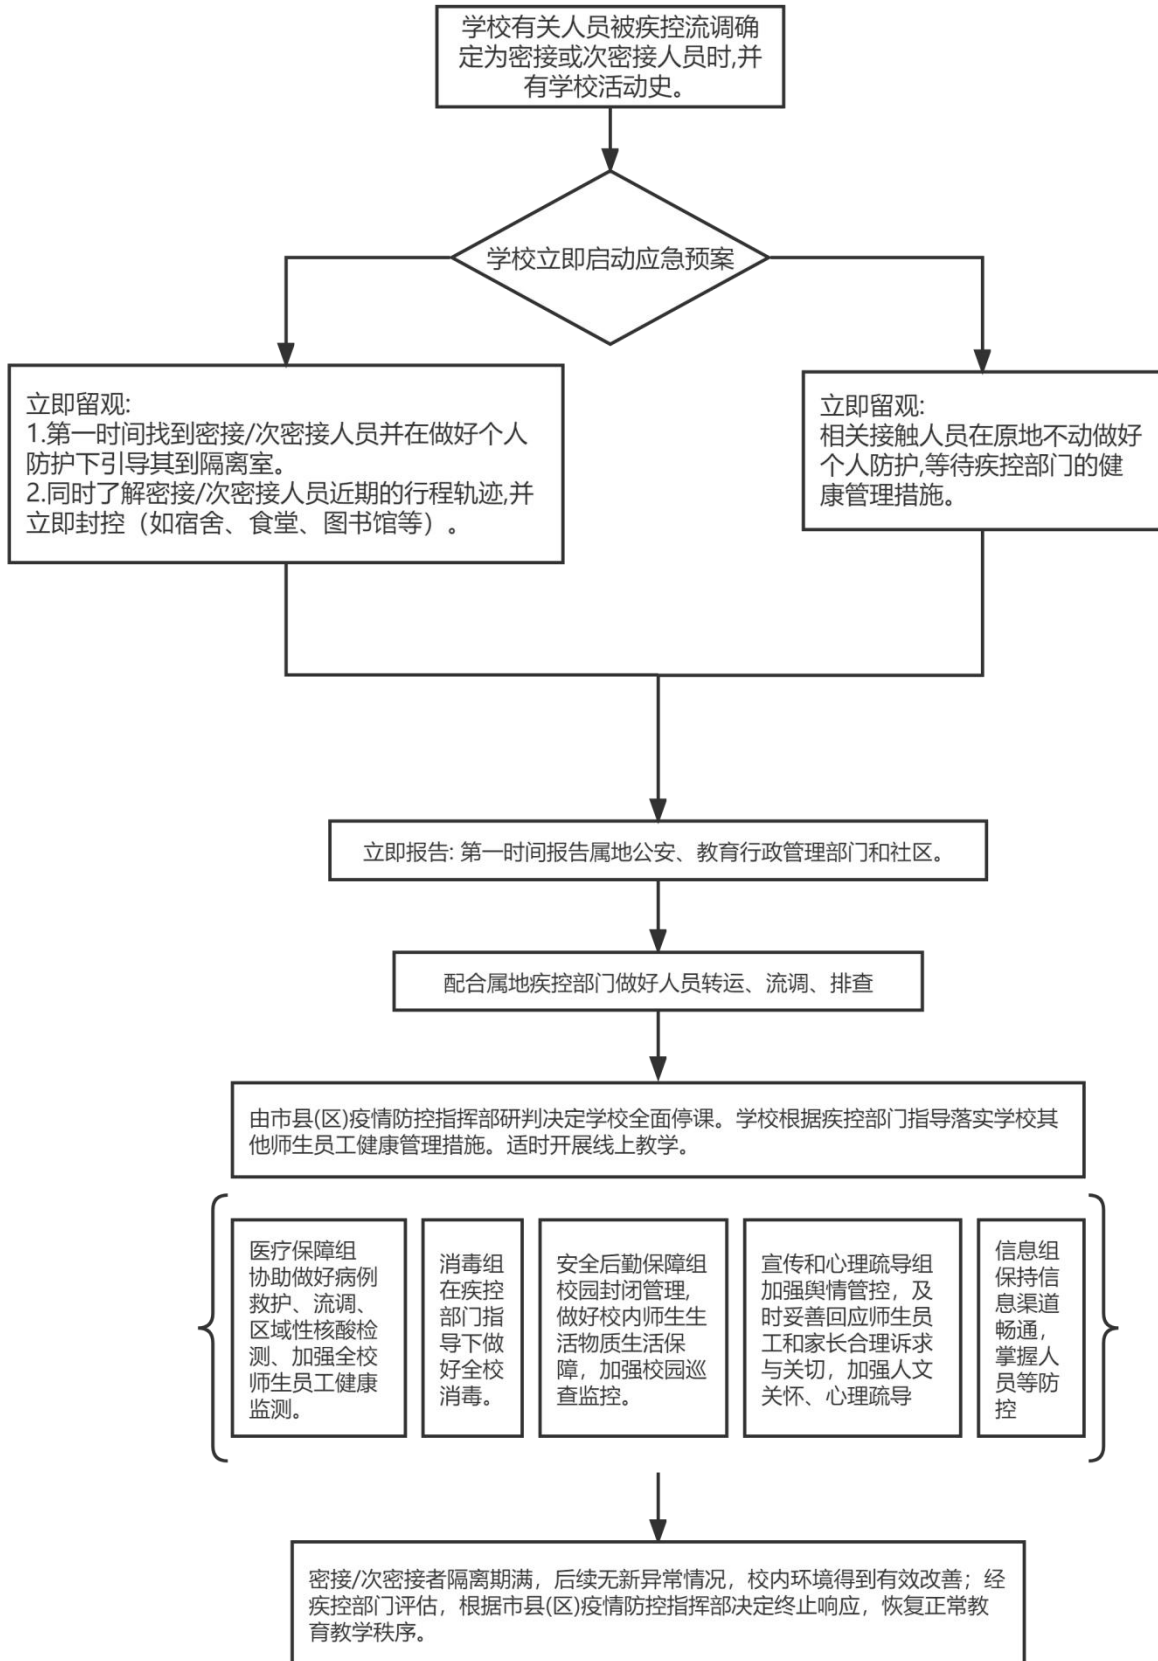 学校有关人员被疾控流调确
定为密接或次密接人员时,并
有学校活动史。
学校立即启动应急预案
立即留观:
1.第一时间找到密接/次密接人员并在做好个人
防护下引导其到隔离室。
2.同时了解密接/次密接人员近期的行程轨迹,并
立即封控（如宿舍、食堂、图书馆等）。
立即留观:
相关接触人员在原地不动做好
个人防护,等待疾控部门的健
康管理措施。
立即报告: 第一时间报告属地公安、教育行政管理部门和社区。
配合属地疾控部门做好人员转运、流调、排查
由市县(区)疫情防控指挥部研判决定学校全面停课。学校根据疾控部门指导落实学校其
他师生员工健康管理措施。适时开展线上教学。
医疗保障组
协助做好病例
救护、流调、
区域性核酸检
测、加强全校
师生员工健康
监测。
消毒组
在疾控
部门指
导下做
好全校
消毒。
安全后勤保障组
校园封闭管理,
做好校内师生生
活物质生活保
障，加强校园巡
查监控。
宣传和心理疏导组
加强舆情管控，及
时妥善回应师生员
工和家长合理诉求
与关切，加强人文
关怀、心理疏导
信息组
保持信
息渠道
畅通，
掌握人
员等防
控
密接/次密接者隔离期满，后续无新异常情况，校内环境得到有效改善；经
疾控部门评估，根据市县(区)疫情防控指挥部决定终止响应，恢复正常教
育教学秩序。